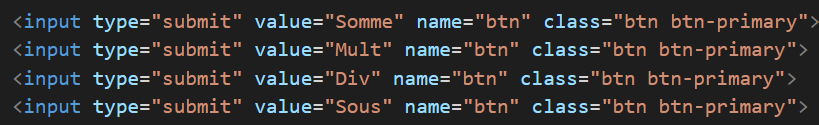 <input type="submit" value="Somme" name="btn" class="btn btn-primary">
<input type="submit" value="Mult" name="btn" class="btn btn-primary">
<input type="submit" value="Div" name="btn" class="btn btn-primary">
<input type="submit" value="Sous" name="btn" class="btn btn-primary">